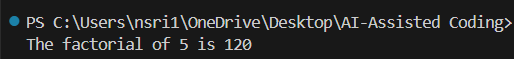 PS C:\Users\nsri1\OneDrive\Desktop\AI-Assisted Coding>
The factorial of 5 is 120